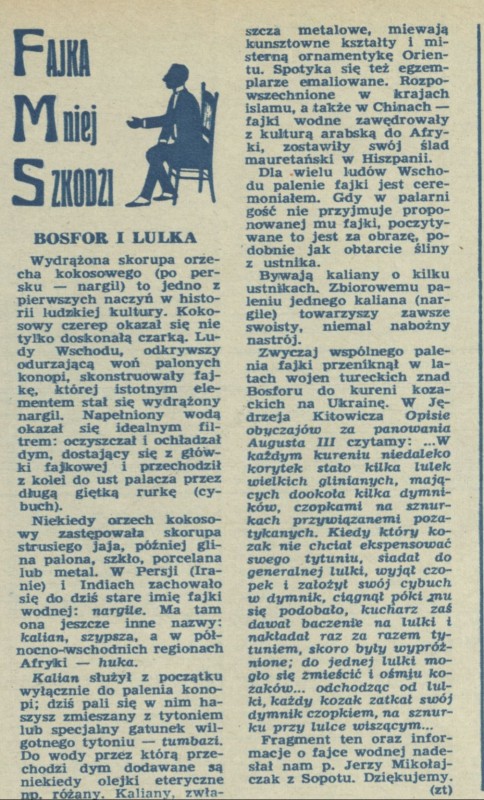 FAJKA
Mniej
SZKODZI
BOSFOR I LULKA
Wydrążona skorupa orze-
cha kokosowego (po per-
sku — nargil) to jedno z
pierwszych naczyń w histo-
rii ludzkiej kultury. Koko-
sowy czerep okazał się nie
tylko doskonałą czarką. Lu-
dy Wschodu, odkrywszy
odurzającą woń palonych
konopi, skonstruowały faj-
kę, której istotnym ele-
mentem stał się wydrążony
nargil. Napełniony wodą
okazał się idealnym fil-
trem: oczyszczał i ochładzał
dym, dostający się z głów-
ki fajkowej i przechodził
z kolei do ust palacza przez
długą giętką rurkę (cy-
buch).
Niekiedy orzech kokoso-
wy zastępowała skorupa
strusiego jaja, później gli-
na palona, szkło, porcelana
lub metal. W Persji (Ira-
nie) i Indiach zachowało
się do dziś stare imię fajki
wodnej: nargile. Ma tam
ona jeszcze inne nazwy:
kalian, szypsza, a w pół-
nocno-wschodnich regionach
Afryki — huka.
Kalian służył z początku
wyłącznie do palenia kono-
pi; dziś pali się w nim ha-
szysz zmieszany z tytoniem
lub specjalny gatunek wil-
gotnego tytoniu — tumbazi.
Do wody przez którą prze-
chodzi dym dodawane są
niekiedy olejki eteryczne
np. różany. Kaliany, zwła-
szcza metalowe, miewają
kunsztowne kształty i mi-
sterną ornamentykę Orien-
tu. Spotyka się też egzem-
plarze emaliowane. Rozpo-
wszechnione w krajach
islamu, a także w Chinach —
fajki wodne zawędrowały
z kulturą arabską do Afry-
ki, zostawiły swój ślad
mauretański w Hiszpanii.
Dla wielu ludów Wscho-
du palenie fajki jest cere-
moniałem. Gdy w palarni
gość nie przyjmuje propo-
nowanej mu fajki, poczyty-
wane to jest za obrazę, po-
dobnie jak obtarcie śliny
z ustnika.
Bywają kaliany o kilku
ustnikach. Zbiorowemu pa-
leniu jednego kaliana (nar-
gile) towarzyszy zawsze
swoisty, niemal nabożny
nastrój.
Zwyczaj wspólnego pale-
nia fajki przeniknął w la-
tach wojen tureckich znad
Bosforu do kureni koza-
ckich na Ukrainę. W Ję-
drzeja Kitowicza Opisie
obyczajów za panowania
Augusta III czytamy: ...W
każdym kureniu niedaleko
korytek stało kilka lulek
wielkich glinianych, mają-
cych dookoła kilka dymni-
ków, czopkami na sznur-
kach przywiązanemi poza-
tykanych. Kiedy który ko-
zak nie chciał ekspensować
swego tytuniu, siadał do
generalnej lulki, wyjął czo-
pek i założył swój cybuch
w dymnik, ciągnął póki mu
się podobało, kucharz zaś
dawał baczenie na lulki i
nakładał raz za razem ty-
tuniem, skoro były wypróż-
nione; do jednej lulki mo-
gło się zmieścić i ośmiu ko-
zaków... odchodząc od lul-
ki, każdy kozak zatkał swój
dymnik czopkiem, na sznur-
ku przy lulce wiszącym...
Fragment ten oraz infor-
macje o fajce wodnej nade-
słał nam p. Jerzy Mikołaj-
czak z Sopotu. Dziękujemy.
(zt)